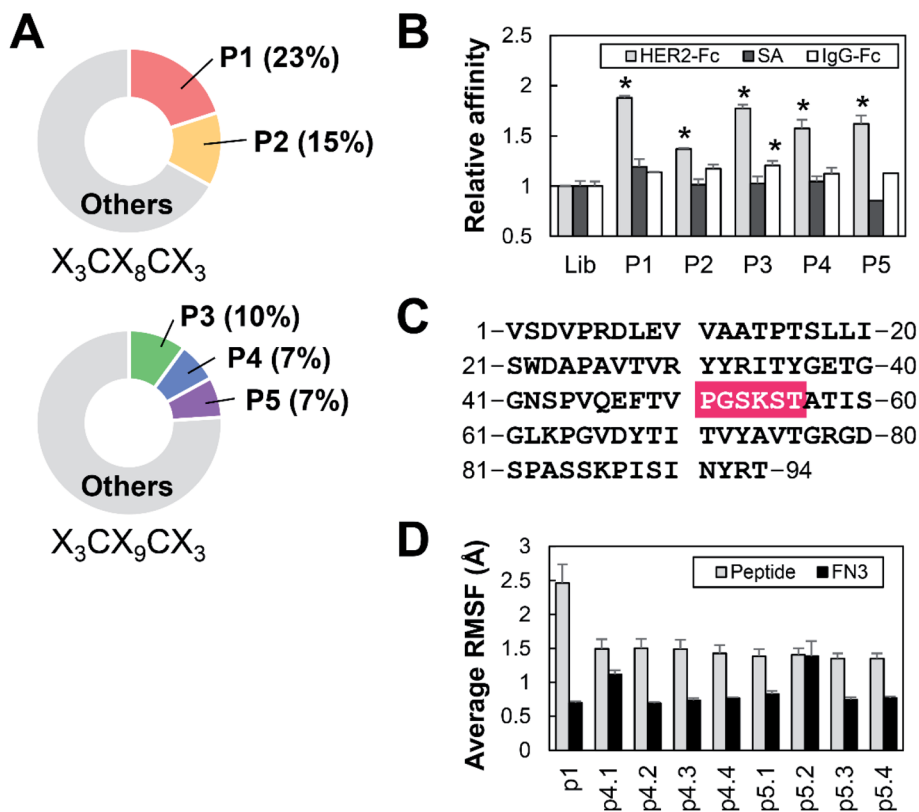 A
P1 (23%)
P2 (15%)
Others
X₃CX₈CX₃
P3 (10%)
P4 (7%)
P5 (7%)
Others
X₃CX₉CX₃
B
Relative affinity
2.5
2
1.5
1
0.5
HER2-Fc SA IgG-Fc
* * * * * *
Lib P1 P2 P3 P4 P5
C
1–VSDVPRDLEV VAATPTSLLI–20
21–SWDAPAVTVR YYRITYGETG–40
41–GNSPVQEFTV PGSKSTATIS–60
61–GLKPGVDYTI TVYAVTGRGD–80
81–SPASSKPISI NYRT–94
D
Average RMSF (Å)
3
2.5
2
1.5
1
0.5
0
Peptide FN3
p1 p4.1 p4.2 p4.3 p4.4 p5.1 p5.2 p5.3 p5.4